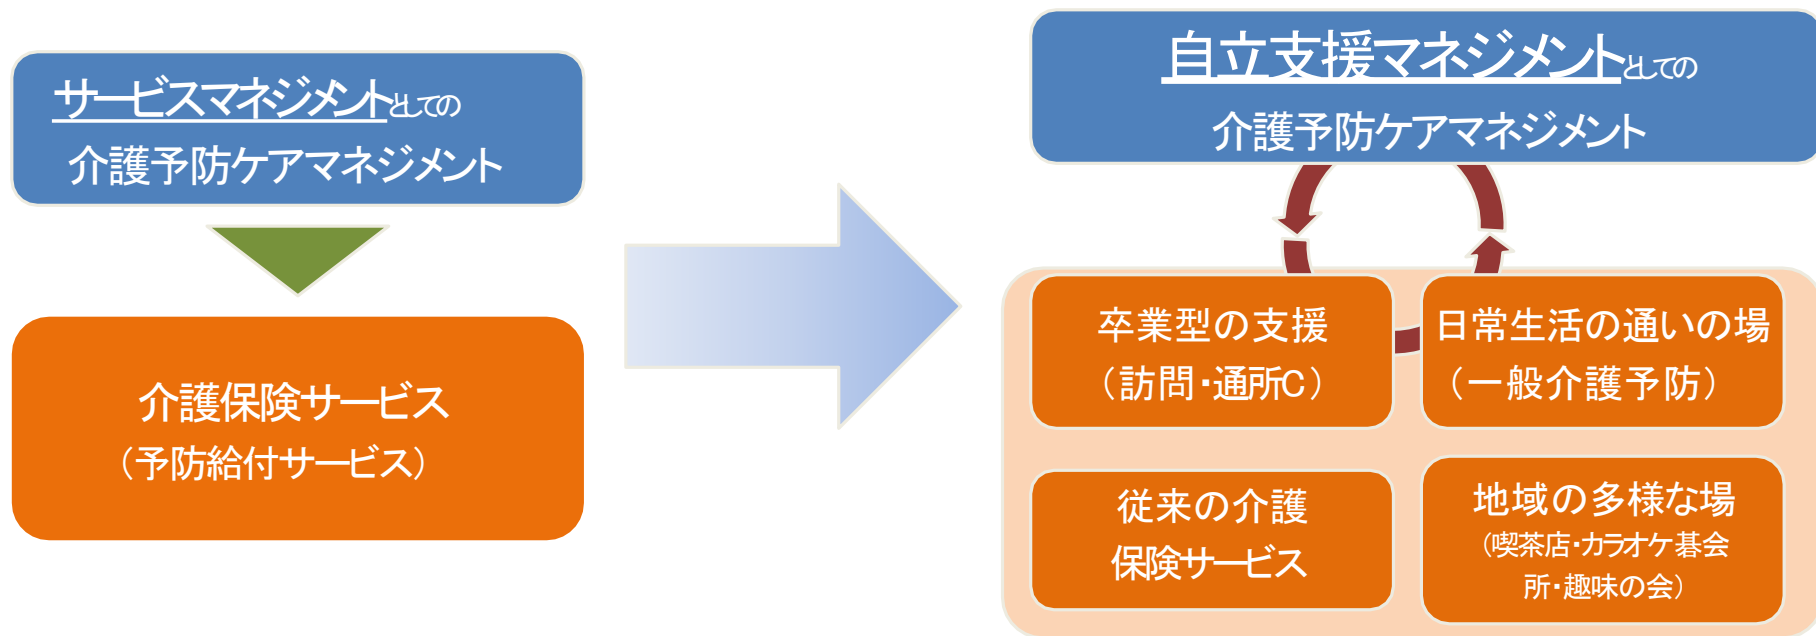 サービスマネジメントとしての
介護予防ケアマネジメント
介護保険サービス
（予防給付サービス）
自立支援マネジメントとしての
介護予防ケアマネジメント
卒業型の支援
（訪問・通所C）
日常生活の通いの場
（一般介護予防）
従来の介護
保険サービス
地域の多様な場
（喫茶店・カラオケ碁会
所・趣味の会）